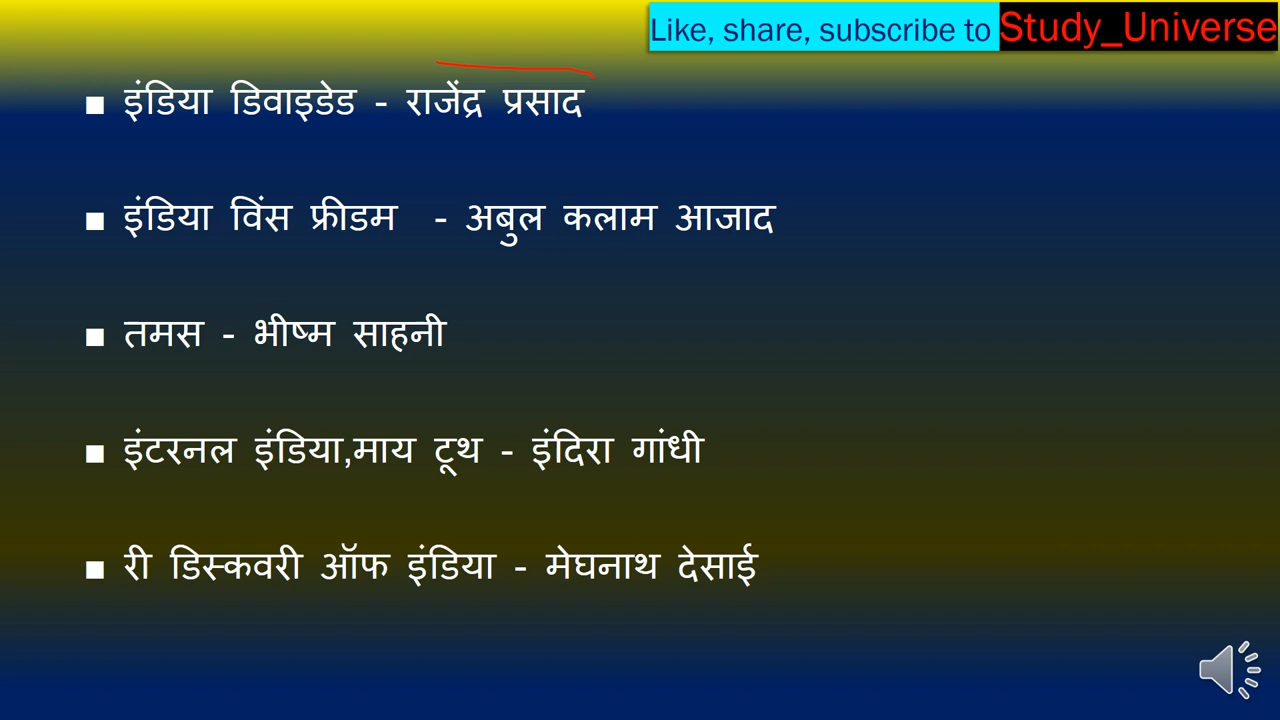 Like, share, subscribe to Study_Universe
▪ इंडिया डिवाइडेड - राजेंद्र प्रसाद
▪ इंडिया विंस फ्रीडम - अबुल कलाम आजाद
▪ तमस - भीष्म साहनी
▪ इंटरनल इंडिया,माय टूथ - इंदिरा गांधी
▪ री डिस्कवरी ऑफ इंडिया - मेघनाथ देसाई